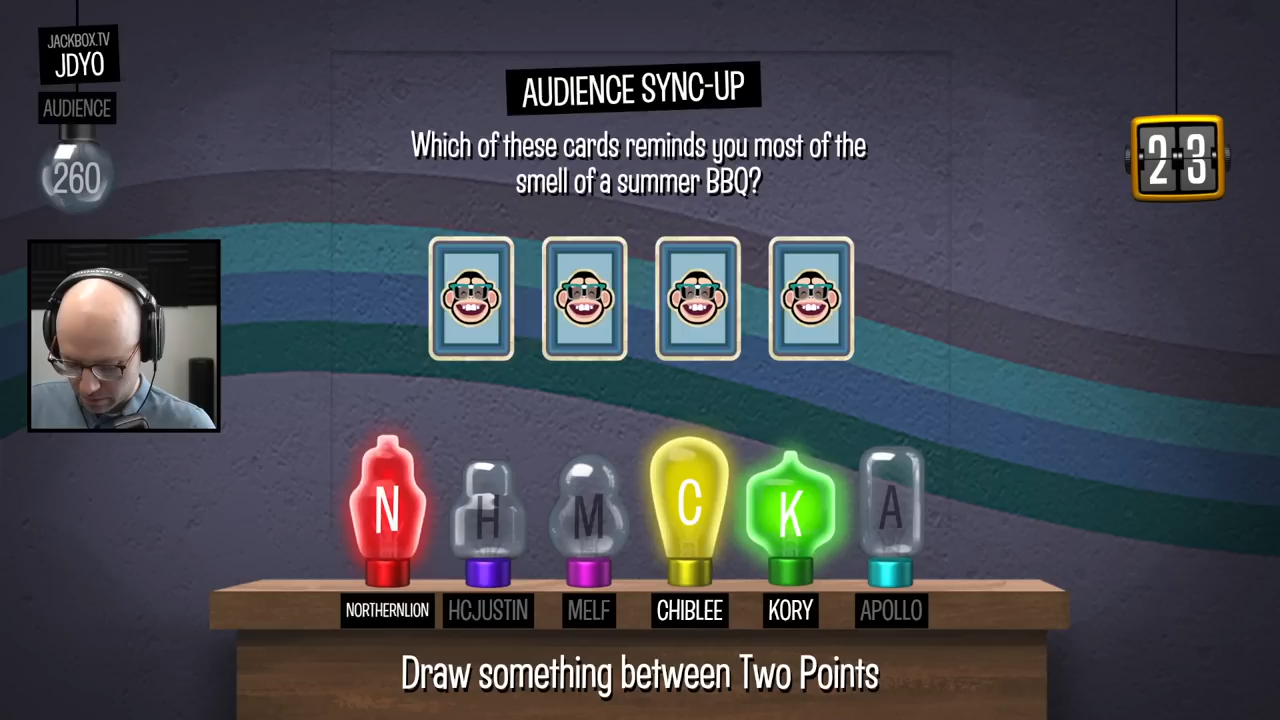 JACKBOX.TV
JDYO
AUDIENCE
260
AUDIENCE SYNC-UP
Which of these cards reminds you most of the
smell of a summer BBQ?
23
N H M C K A
NORTHERNLION HCJUSTIN MELF CHIBLEE KORY APOLLO
Draw something between Two Points